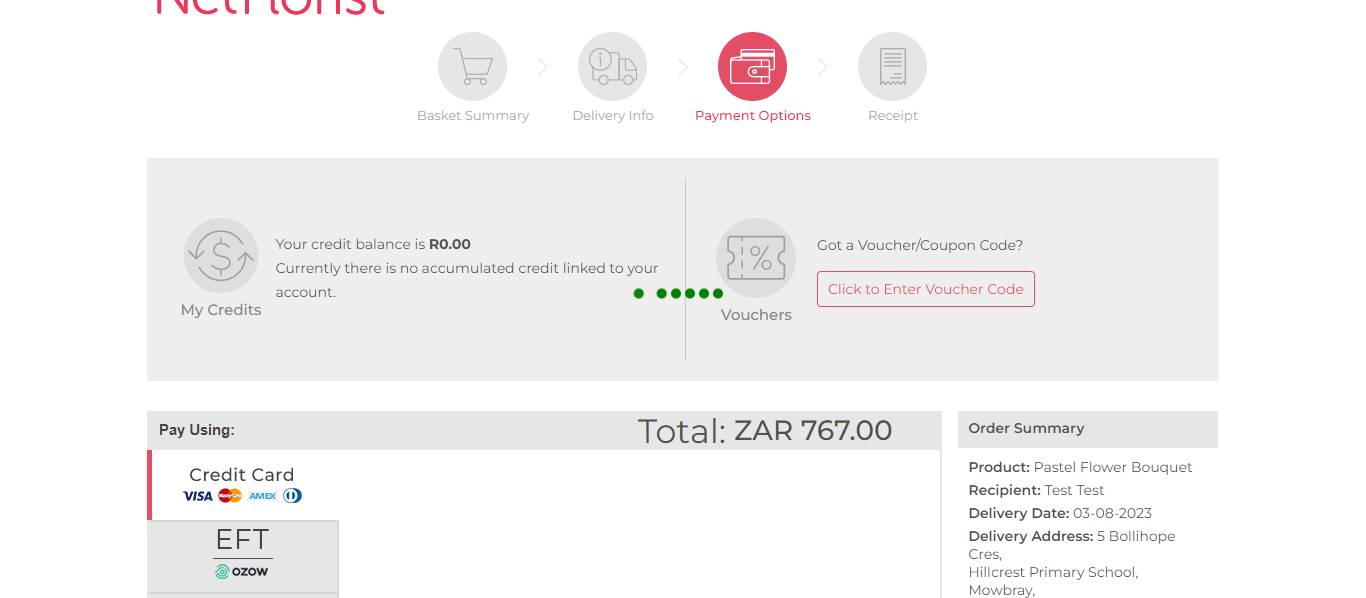 NetFlorist
Basket Summary
Delivery Info
Payment Options
Receipt
Your credit balance is R0.00
Currently there is no accumulated credit linked to your
account.
My Credits
Got a Voucher/Coupon Code?
Click to Enter Voucher Code
Vouchers
Pay Using:
Total: ZAR 767.00
Credit Card
VISA MasterCard AMEX
EFT
OZOW
Order Summary
Product: Pastel Flower Bouquet
Recipient: Test Test
Delivery Date: 03-08-2023
Delivery Address: 5 Bollihope
Cres,
Hillcrest Primary School,
Mowbray,